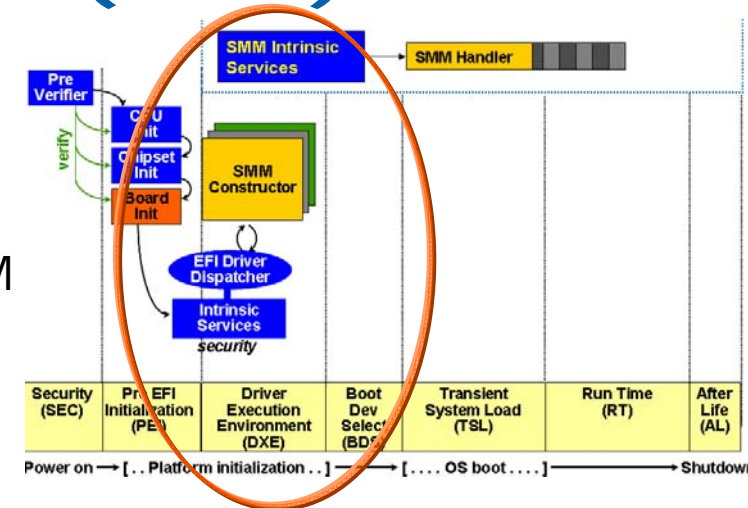 SMM Intrinsic
Services
SMM Handler
Pre
Verifier
verify
CPU
Init
Chipset
Init
Board
Init
SMM
Constructor
EFI Driver
Dispatcher
Intrinsic
Services
security
M
Security
(SEC)
Pre EFI
Initialization
(PEI)
Driver
Execution
Environment
(DXE)
Boot
Dev
Select
(BDS)
Transient
System Load
(TSL)
Run Time
(RT)
After
Life
(AL)
Power on
[ . . Platform initialization . . ]
[ . . . . OS boot . . . . ]
Shutdown